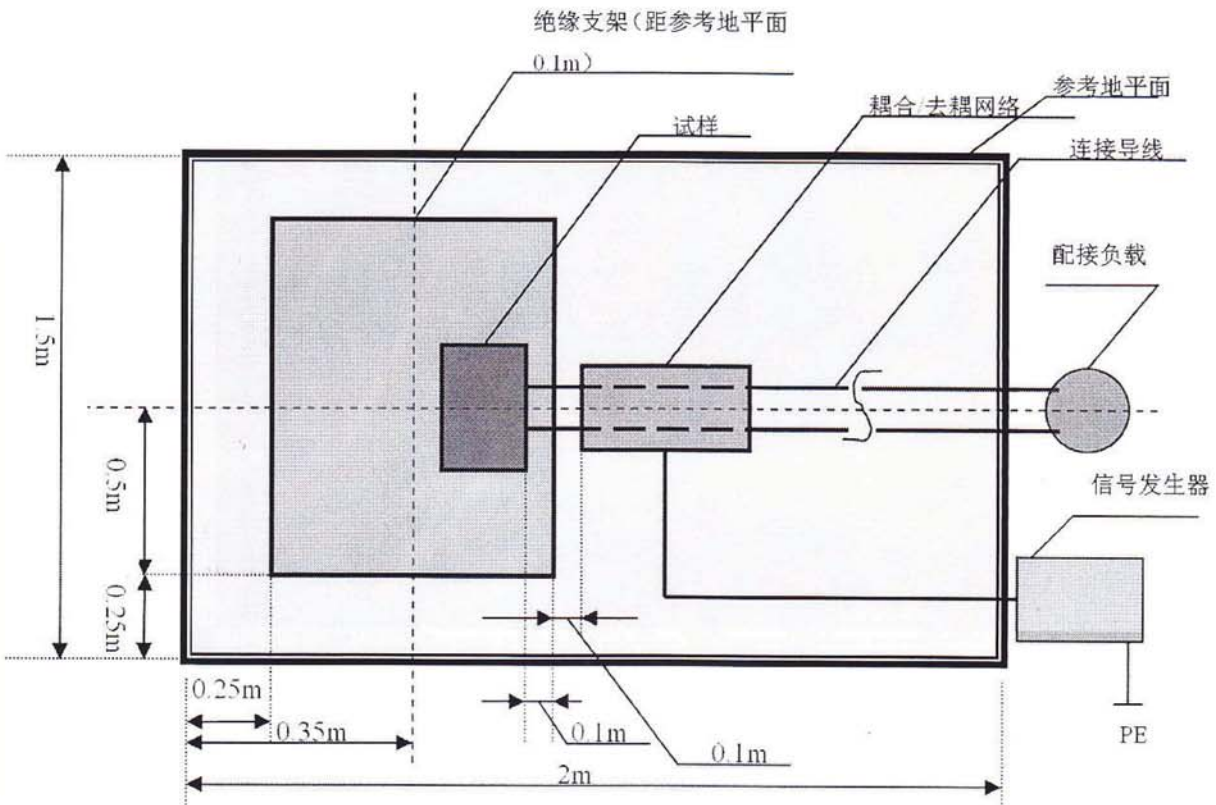 绝缘支架（距参考地平面
0.1m）
参考地平面
耦合/去耦网络
试样
连接导线
配接负载
1.5m
0.5m
信号发生器
0.25m
0.25m
0.35m
0.1m
0.1m
PE
2m